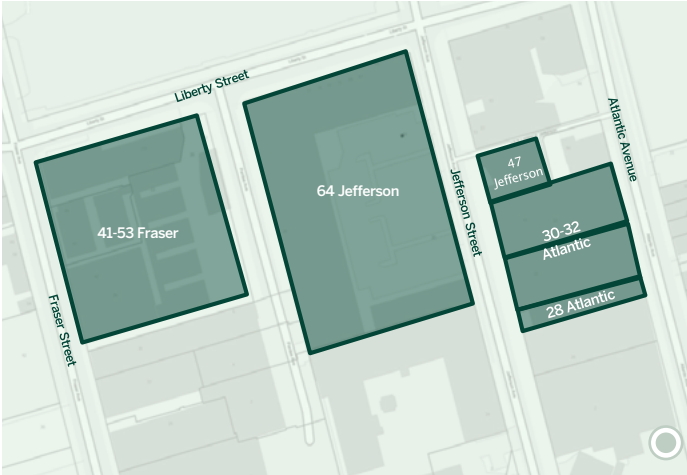 Liberty Street
Atlantic Avenue
47
Jefferson
64 Jefferson
Jefferson Street
41-53 Fraser
30-32
Atlantic
28 Atlantic
Fraser Street